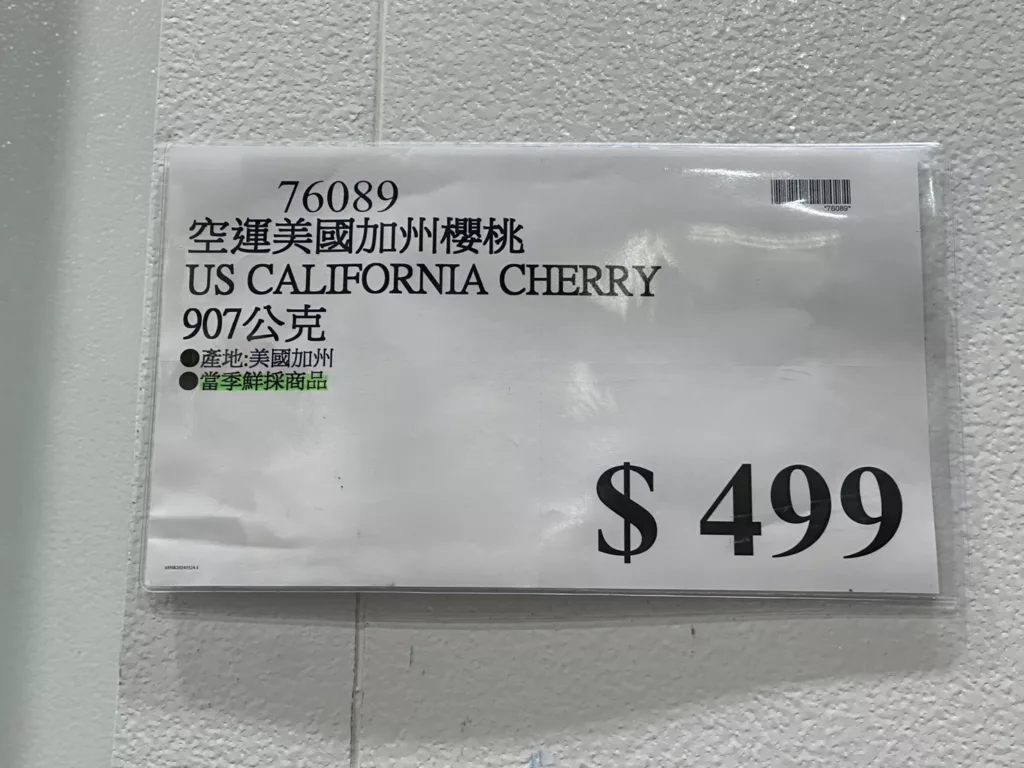 76089
*76089*
空運美國加州櫻桃
US CALIFORNIA CHERRY
907公克
●產地:美國加州
●當季鮮採商品
$ 499